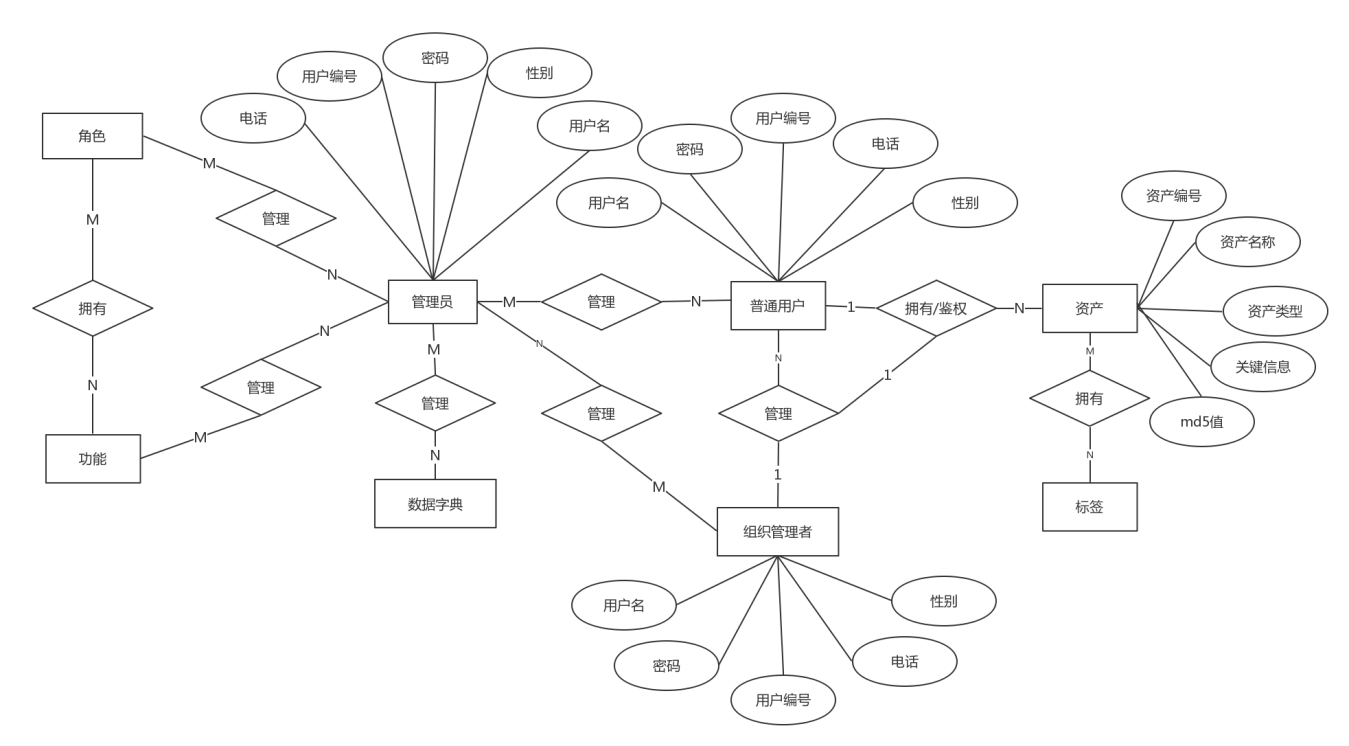 密码
性别
用户编号
电话
用户名
角色
M
管理
N
M
拥有
N
功能
M
管理
N
管理员
M
管理
N
数据字典
M
管理
N
N
管理
M
用户编号
密码
电话
用户名
性别
普通用户
1
拥有/鉴权
N
1
N
管理
1
组织管理者
用户名
密码
用户编号
电话
性别
资产
资产编号
资产名称
资产类型
关键信息
md5值
M
拥有
N
标签